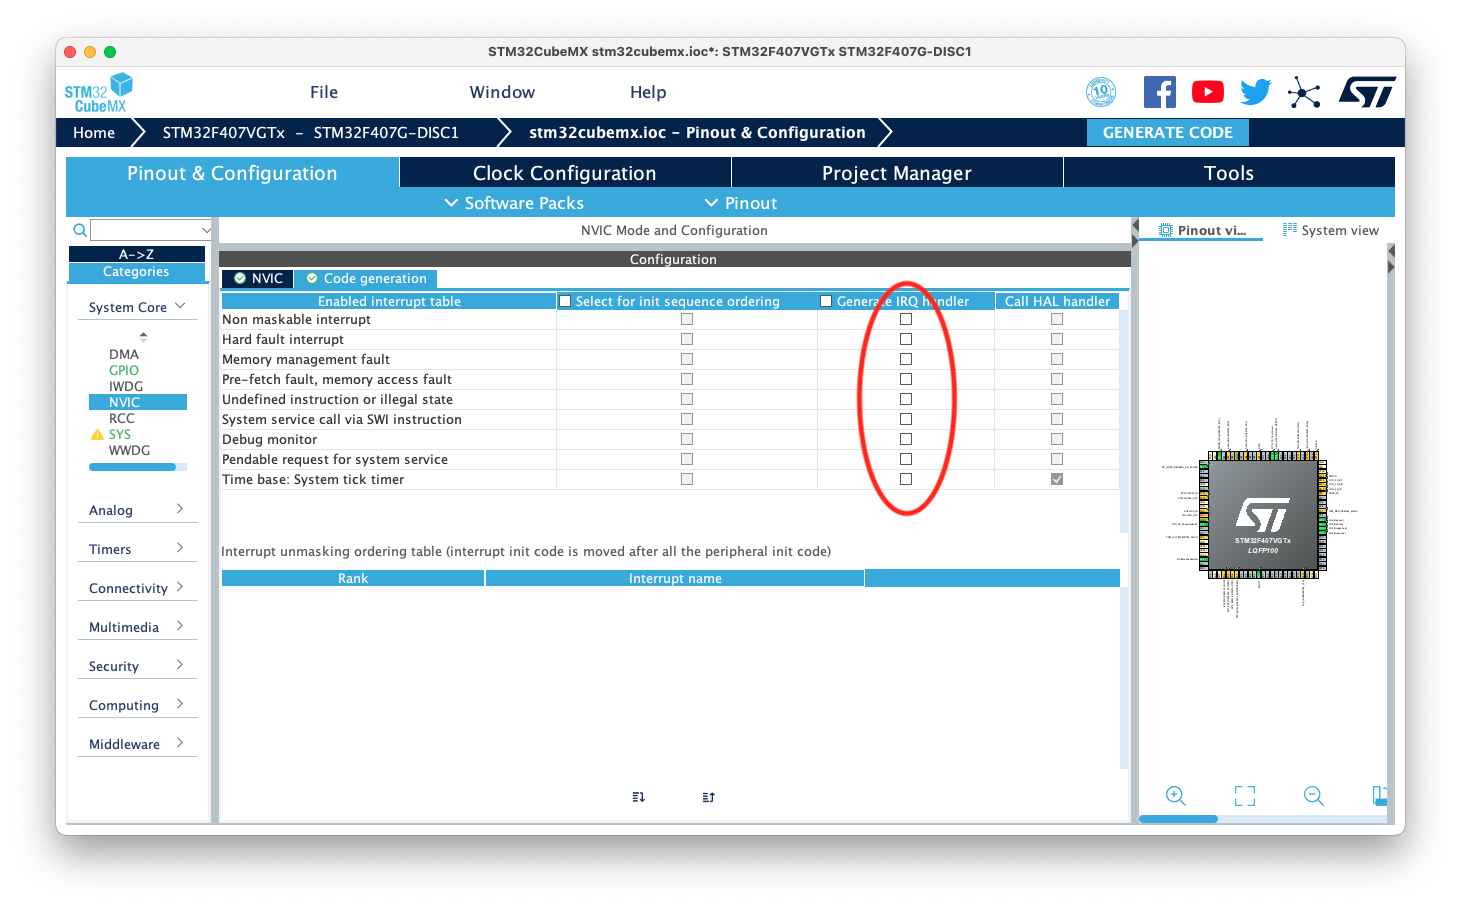 STM32CubeMX stm32cubemx.ioc*: STM32F407VGTx STM32F407G-DISC1
STM32
CubeMX
File
Window
Help
10
ST
Home
STM32F407VGTx – STM32F407G-DISC1
stm32cubemx.ioc – Pinout & Configuration
GENERATE CODE
Pinout & Configuration
Clock Configuration
Project Manager
Tools
Software Packs
Pinout
A->Z
Categories
System Core
DMA
GPIO
IWDG
NVIC
RCC
SYS
WWDG
Analog
Timers
Connectivity
Multimedia
Security
Computing
Middleware
NVIC Mode and Configuration
Configuration
NVIC
Code generation
Enabled interrupt table
Select for init sequence ordering
Generate IRQ handler
Call HAL handler
Non maskable interrupt
Hard fault interrupt
Memory management fault
Pre-fetch fault, memory access fault
Undefined instruction or illegal state
System service call via SWI instruction
Debug monitor
Pendable request for system service
Time base: System tick timer
Interrupt unmasking ordering table (interrupt init code is moved after all the peripheral init code)
Rank
Interrupt name
Pinout vi...
System view
ST
STM32F407VGTx
LQFP100